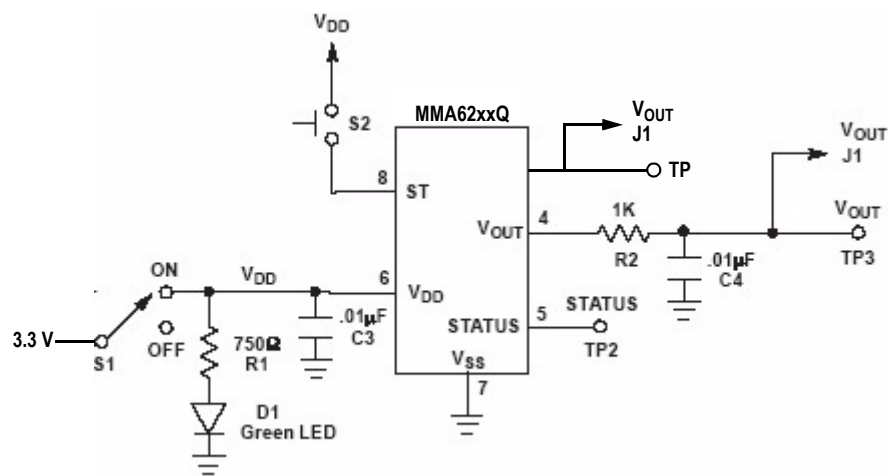 VDD
S2
MMA62xxQ
VOUT
J1
TP
8
ST
VOUT
4
1K
R2
.01µF
C4
VOUT
J1
VOUT
TP3
ON
VDD
6
VDD
3.3 V
S1
OFF
750Ω
R1
.01µF
C3
STATUS
5
STATUS
TP2
VSS
7
D1
Green LED